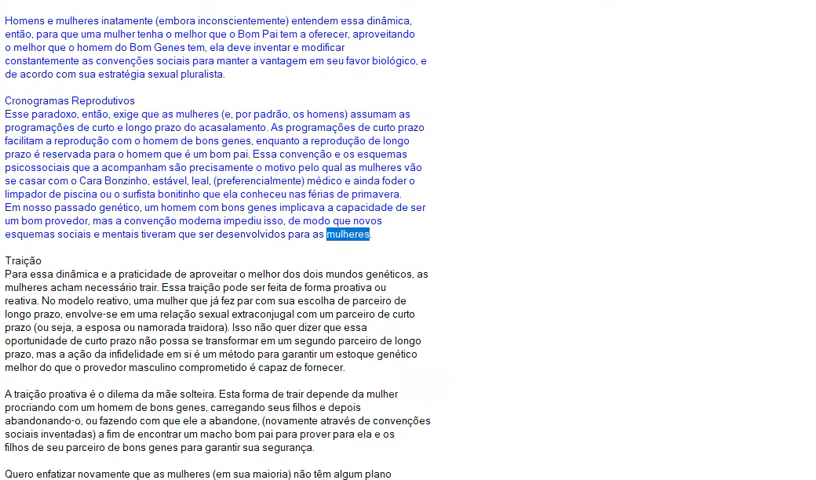 Homens e mulheres inatamente (embora inconscientemente) entendem essa dinâmica,
então, para que uma mulher tenha o melhor que o Bom Pai tem a oferecer, aproveitando
o melhor que o homem do Bom Genes tem, ela deve inventar e modificar
constantemente as convenções sociais para manter a vantagem em seu favor biológico, e
de acordo com sua estratégia sexual pluralista.
Cronogramas Reprodutivos
Esse paradoxo, então, exige que as mulheres (e, por padrão, os homens) assumam as
programações de curto e longo prazo do acasalamento. As programações de curto prazo
facilitam a reprodução com o homem de bons genes, enquanto a reprodução de longo
prazo é reservada para o homem que é um bom pai. Essa convenção e os esquemas
psicossociais que a acompanham são precisamente o motivo pelo qual as mulheres vão
se casar com o Cara Bonzinho, estável, leal, (preferencialmente) médico e ainda foder o
limpador de piscina ou o surfista bonitinho que ela conheceu nas férias de primavera.
Em nosso passado genético, um homem com bons genes implicava a capacidade de ser
um bom provedor, mas a convenção moderna impediu isso, de modo que novos
esquemas sociais e mentais tiveram que ser desenvolvidos para as mulheres.
Traição
Para essa dinâmica e a praticidade de aproveitar o melhor dos dois mundos genéticos, as
mulheres acham necessário trair. Essa traição pode ser feita de forma proativa ou
reativa. No modelo reativo, uma mulher que já fez par com sua escolha de parceiro de
longo prazo, envolve-se em uma relação sexual extraconjugal com um parceiro de curto
prazo (ou seja, a esposa ou namorada traidora). Isso não quer dizer que essa
oportunidade de curto prazo não possa se transformar em um segundo parceiro de longo
prazo, mas a ação da infidelidade em si é um método para garantir um estoque genético
melhor do que o provedor masculino comprometido é capaz de fornecer.
A traição proativa é o dilema da mãe solteira. Esta forma de trair depende da mulher
procriando com um homem de bons genes, carregando seus filhos e depois
abandonando-o, ou fazendo com que ele a abandone, (novamente através de convenções
sociais inventadas) a fim de encontrar um macho bom pai para prover para ela e os
filhos de seu parceiro de bons genes para garantir sua segurança.
Quero enfatizar novamente que as mulheres (em sua maioria) não têm algum plano